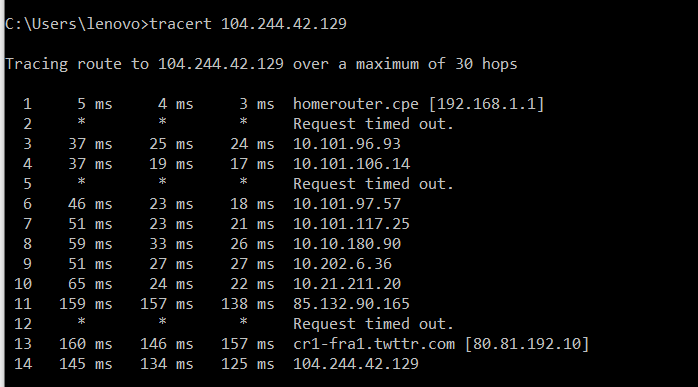 C:\Users\lenovo>tracert 104.244.42.129
Tracing route to 104.244.42.129 over a maximum of 30 hops
1 5 ms 4 ms 3 ms homerouter.cpe [192.168.1.1]
2 * * * Request timed out.
3 37 ms 25 ms 24 ms 10.101.96.93
4 37 ms 19 ms 17 ms 10.101.106.14
5 * * * Request timed out.
6 46 ms 23 ms 18 ms 10.101.97.57
7 51 ms 23 ms 21 ms 10.101.117.25
8 59 ms 33 ms 26 ms 10.10.180.90
9 51 ms 27 ms 27 ms 10.202.6.36
10 65 ms 24 ms 22 ms 10.21.211.20
11 159 ms 157 ms 138 ms 85.132.90.165
12 * * * Request timed out.
13 160 ms 146 ms 157 ms cr1-fra1.twttr.com [80.81.192.10]
14 145 ms 134 ms 125 ms 104.244.42.129